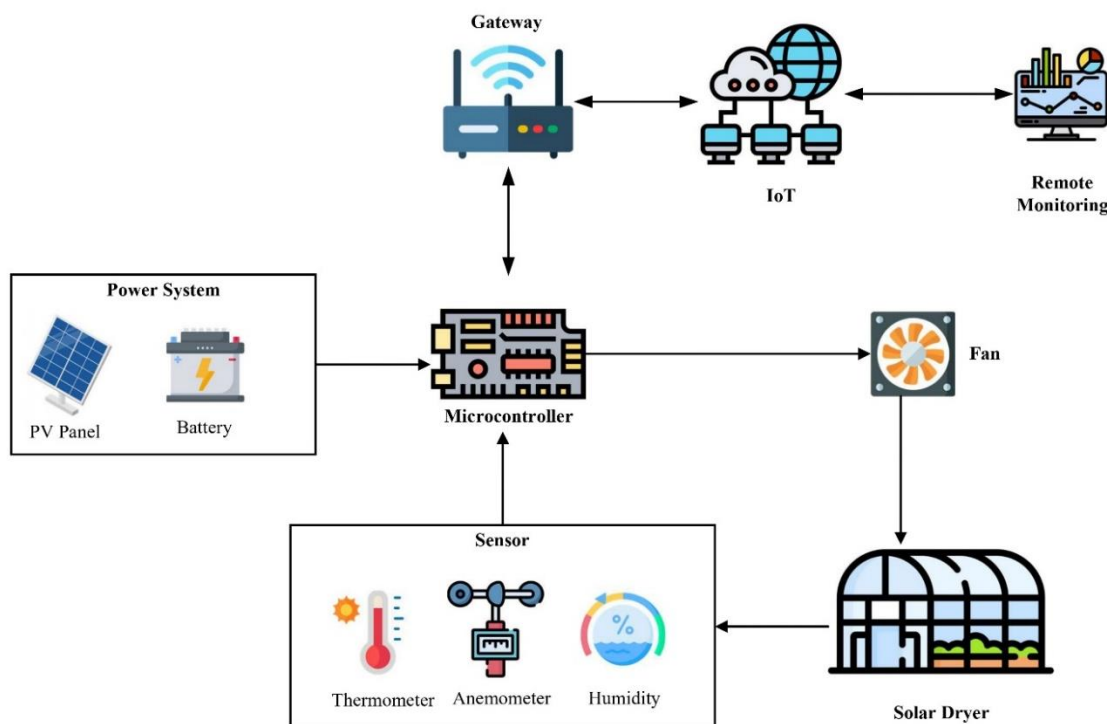 Gateway
IoT
Remote
Monitoring
Power System
PV Panel
Battery
Microcontroller
Fan
Sensor
Thermometer
Anemometer
%
Humidity
Solar Dryer